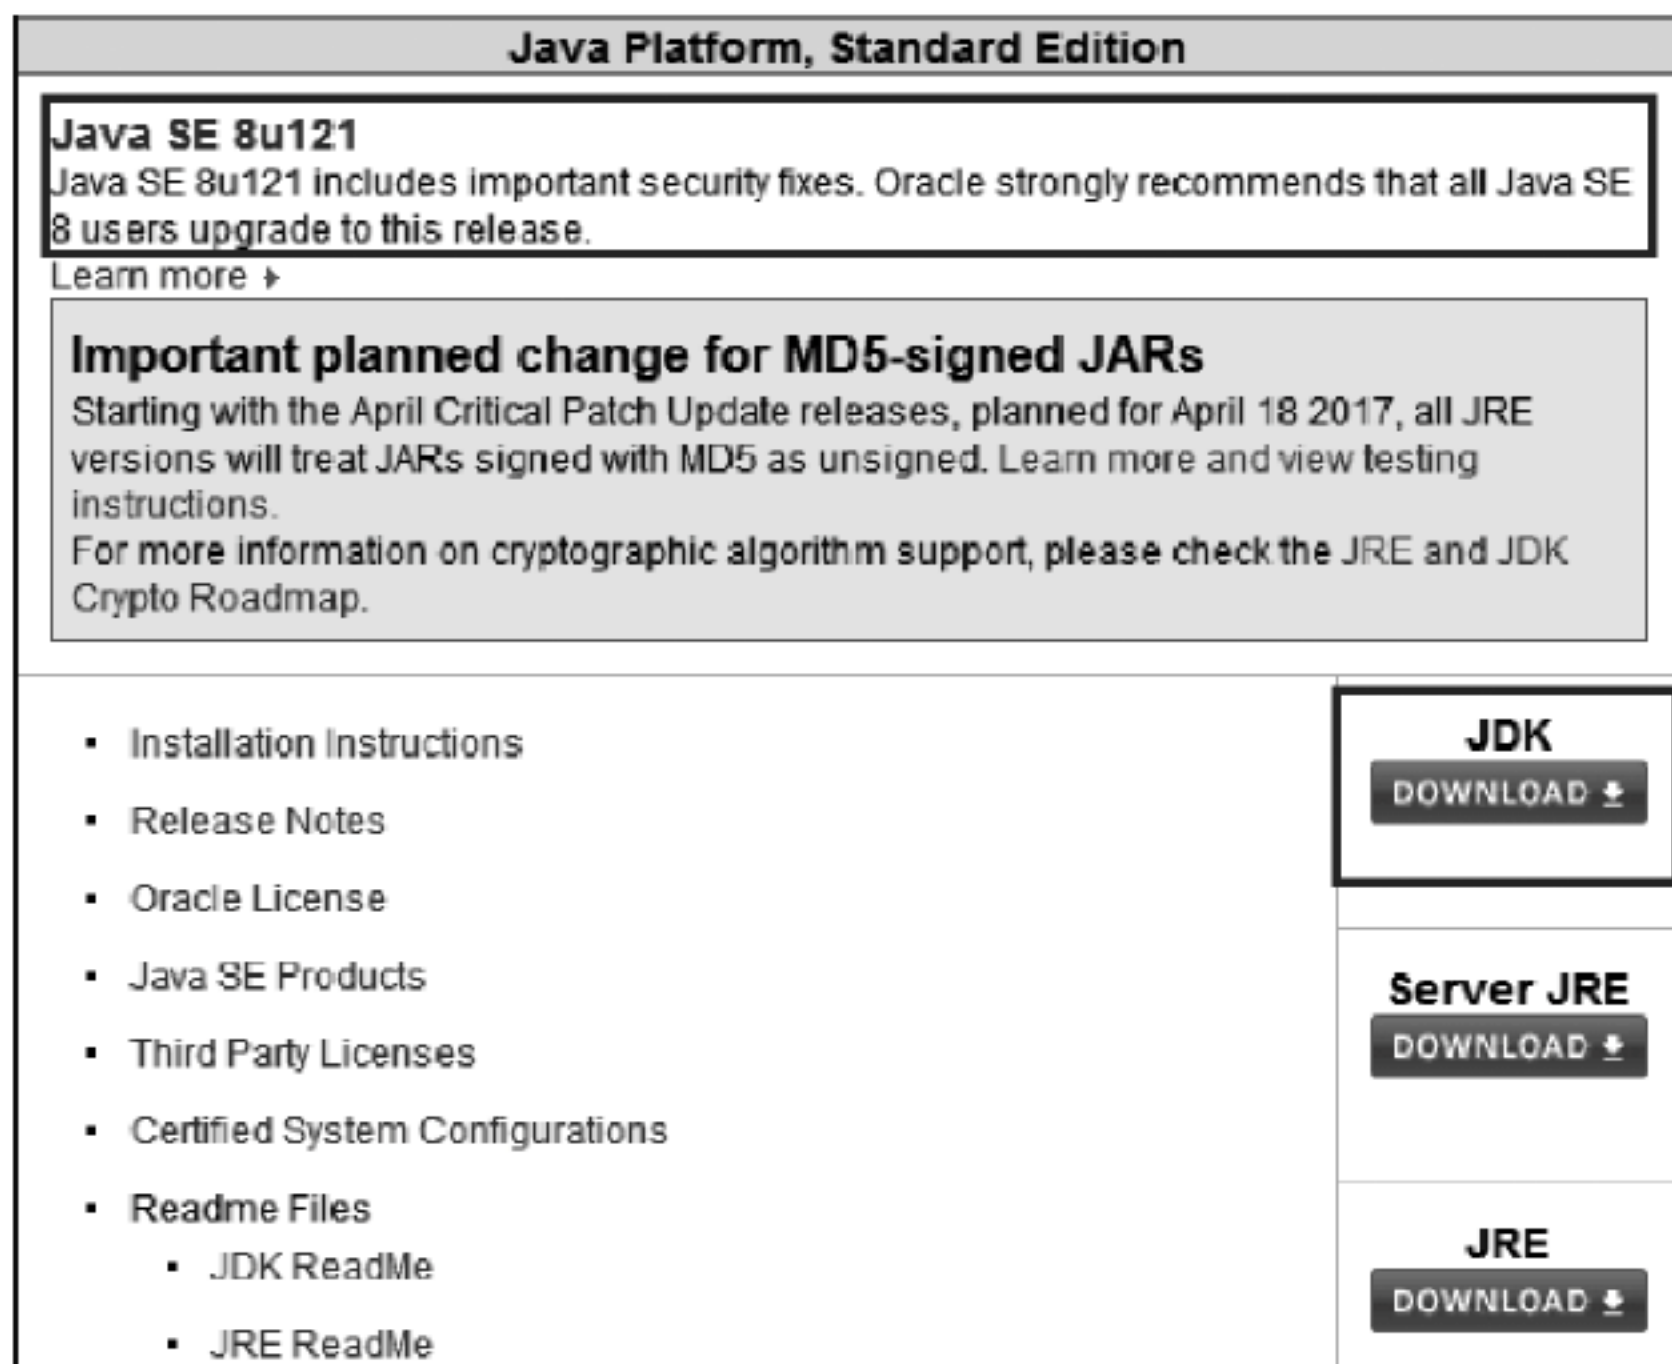 Java Platform, Standard Edition
Java SE 8u121
Java SE 8u121 includes important security fixes. Oracle strongly recommends that all Java SE
8 users upgrade to this release.
Learn more
Important planned change for MD5-signed JARs
Starting with the April Critical Patch Update releases, planned for April 18 2017, all JRE
versions will treat JARs signed with MD5 as unsigned. Learn more and view testing
instructions.
For more information on cryptographic algorithm support, please check the JRE and JDK
Crypto Roadmap.
Installation Instructions
Release Notes
Oracle License
Java SE Products
Third Party Licenses
Certified System Configurations
Readme Files
JDK ReadMe
JRE ReadMe
JDK
DOWNLOAD
Server JRE
DOWNLOAD
JRE
DOWNLOAD